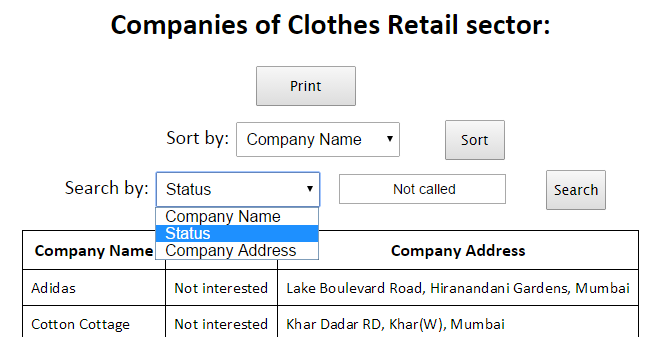 Companies of Clothes Retail sector:
Print
Sort by: Company Name Sort
Search by: Status Not called Search
Company Name
Status
Company Address
Company Name Company Address
Adidas Not interested Lake Boulevard Road, Hiranandani Gardens, Mumbai
Cotton Cottage Not interested Khar Dadar RD, Khar(W), Mumbai